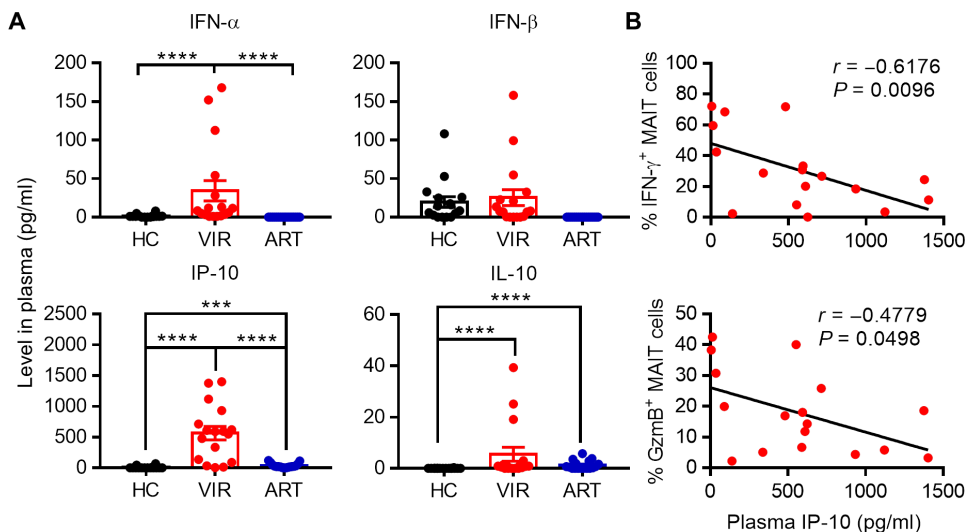 A
B
Level in plasma (pg/ml)
IFN-α
**** ****
200
150
100
50
0
HC VIR ART
IFN-β
200
150
100
50
0
HC VIR ART
IP-10
***
**** ****
2500
2000
1500
1000
500
0
HC VIR ART
IL-10
****
****
60
40
20
0
HC VIR ART
% IFN-γ+ MAIT cells
r = −0.6176
P = 0.0096
100
80
60
40
20
0
0 500 1000 1500
% GzmB+ MAIT cells
r = −0.4779
P = 0.0498
50
40
30
20
10
0
0 500 1000 1500
Plasma IP-10 (pg/ml)